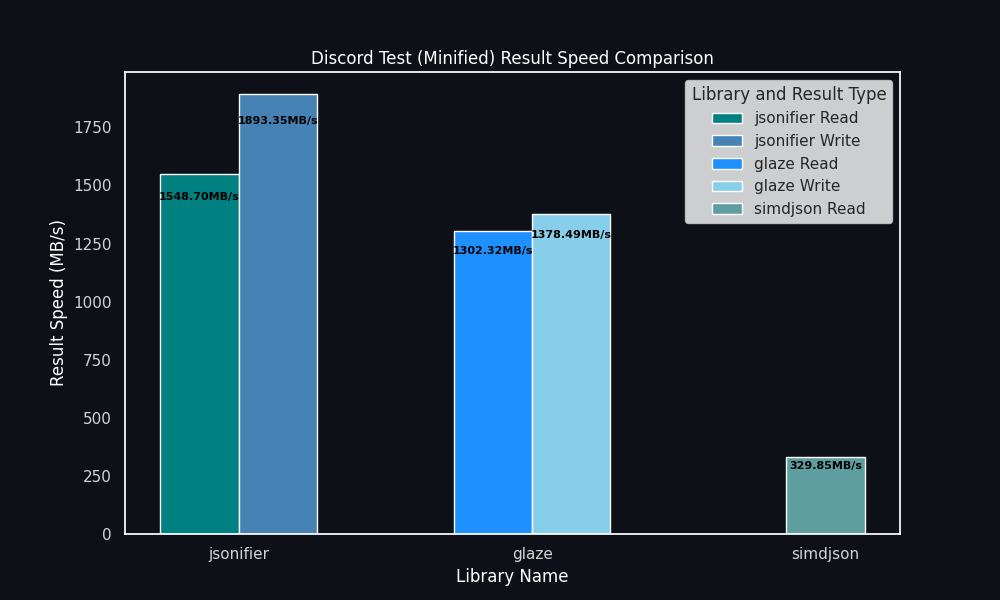 Discord Test (Minified) Result Speed Comparison
Library and Result Type
jsonifier Read
jsonifier Write
glaze Read
glaze Write
simdjson Read
Result Speed (MB/s)
1750
1500
1250
1000
750
500
250
0
1548.70MB/s
1893.35MB/s
1302.32MB/s
1378.49MB/s
329.85MB/s
jsonifier
glaze
simdjson
Library Name